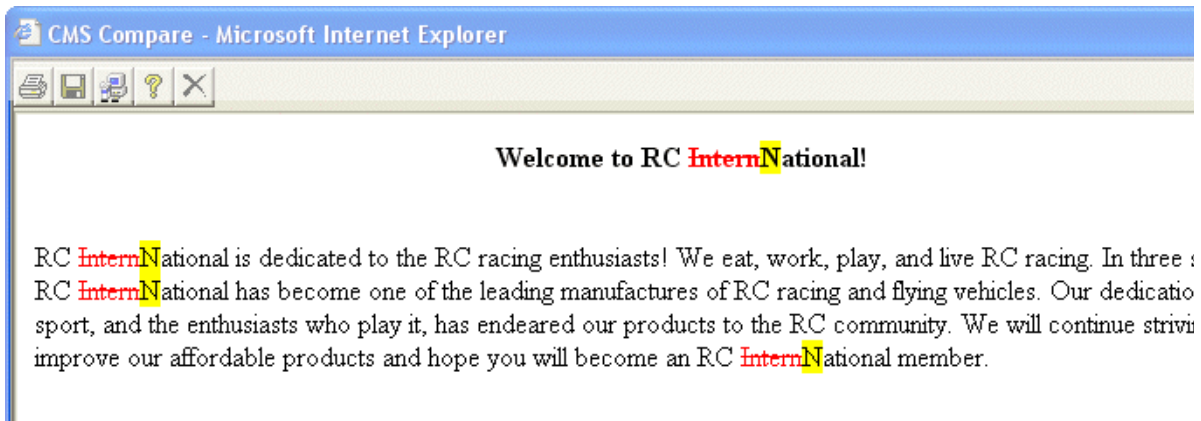 CMS Compare - Microsoft Internet Explorer
Welcome to RC InternNational!
RC InternNational is dedicated to the RC racing enthusiasts! We eat, work, play, and live RC racing. In three
RC InternNational has become one of the leading manufactures of RC racing and flying vehicles. Our
sport, and the enthusiasts who play it, has endeared our products to the RC community. We will continue
improve our affordable products and hope you will become an RC InternNational member.